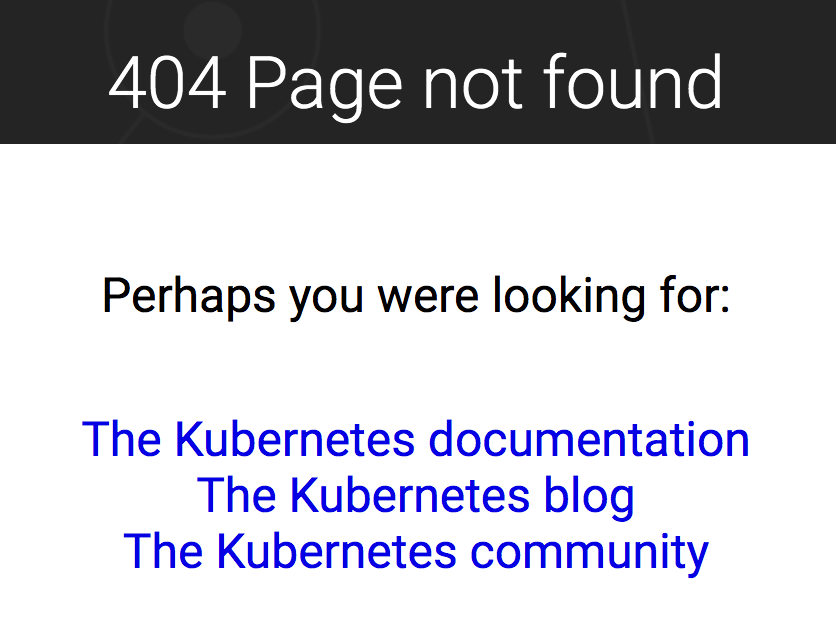 404 Page not found
Perhaps you were looking for:
The Kubernetes documentation
The Kubernetes blog
The Kubernetes community